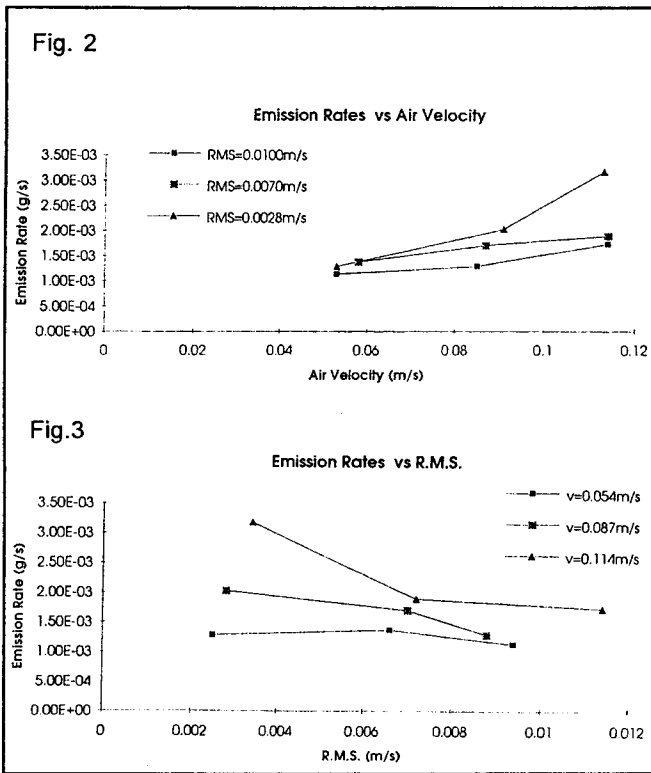 Fig. 2
Emission Rates vs Air Velocity
Emission Rate (g/s)
3.50E-03
3.00E-03
2.50E-03
2.00E-03
1.50E-03
1.00E-03
5.00E-04
0.00E+00
RMS=0.0100m/s
RMS=0.0070m/s
RMS=0.0028m/s
0 0.02 0.04 0.06 0.08 0.1 0.12
Air Velocity (m/s)
Fig.3
Emission Rates vs R.M.S.
Emission Rate (g/s)
3.50E-03
3.00E-03
2.50E-03
2.00E-03
1.50E-03
1.00E-03
5.00E-04
0.00E+00
v=0.054m/s
v=0.087m/s
v=0.114m/s
0 0.002 0.004 0.006 0.008 0.01 0.012
R.M.S. (m/s)